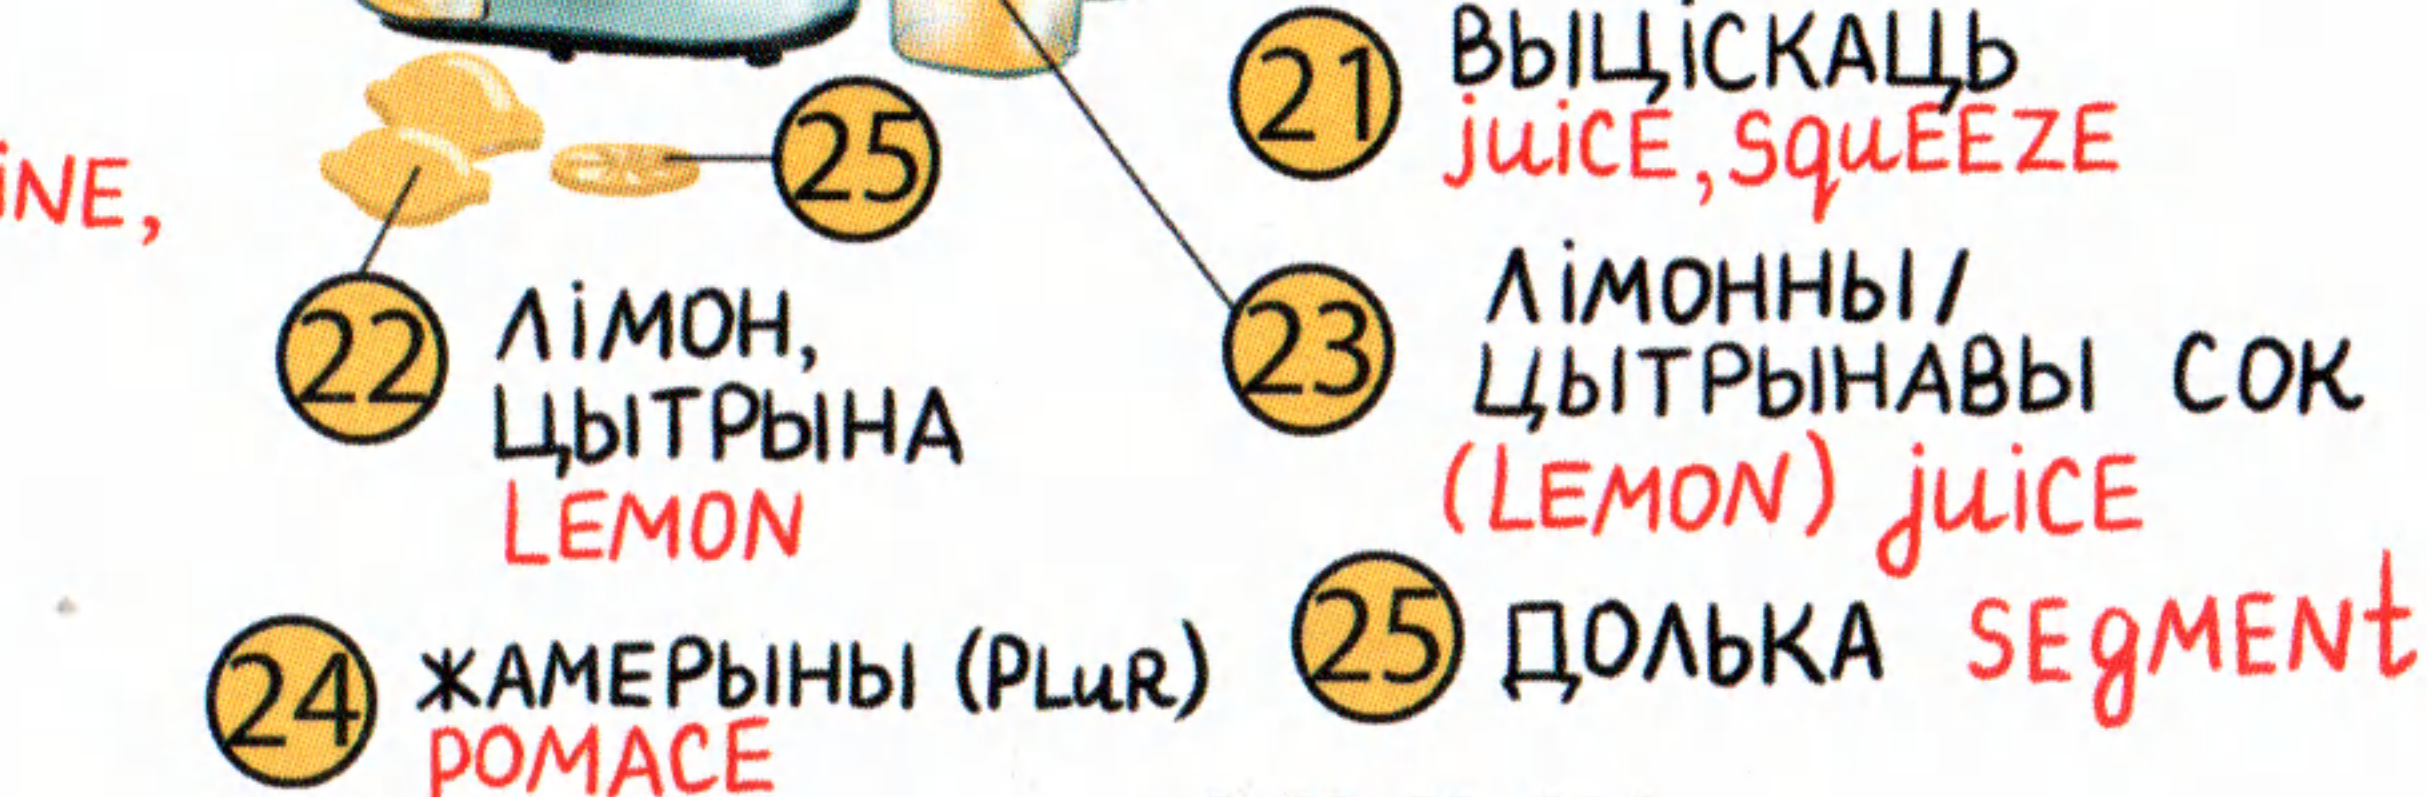 21 ВЫЦІСКАЦЬ
juice, squeeze
25
22 ЛІМОН,
ЦЫТРЫНА
LEMON
23 ЛІМОННЫ/
ЦЫТРЫНАВЫ СОК
(LEMON) juice
24 ЖАМЕРЫНЫ (PLUR)
POMACE
25 ДОЛЬКА SEGMENT